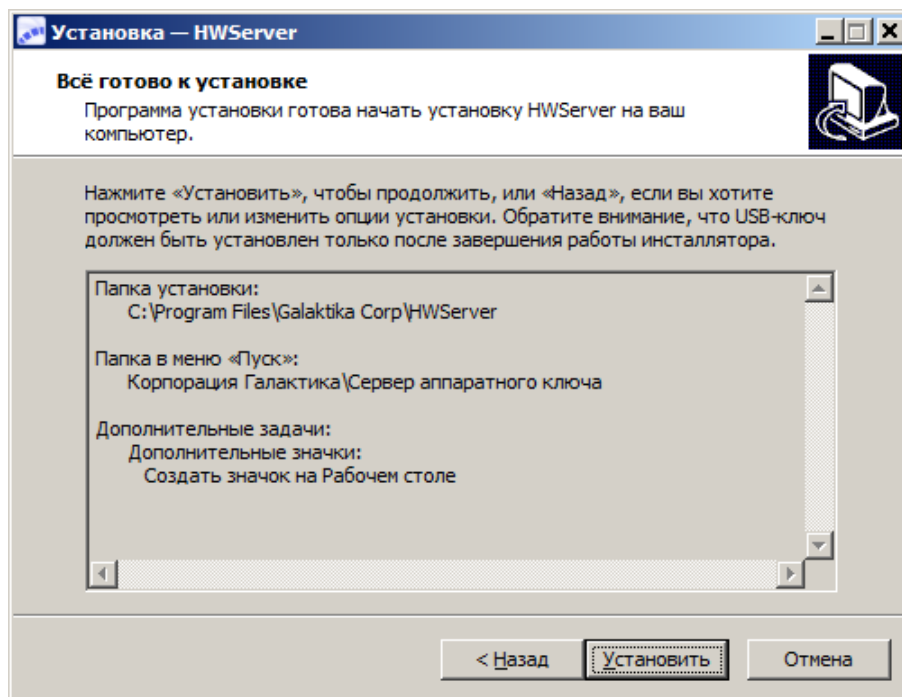 Установка — HWServer
Всё готово к установке
Программа установки готова начать установку HWServer на ваш
компьютер.
Нажмите «Установить», чтобы продолжить, или «Назад», если вы хотите
просмотреть или изменить опции установки. Обратите внимание, что USB-ключ
должен быть установлен только после завершения работы инсталлятора.
Папка установки:
C:\Program Files\Galaktika Corp\HWServer
Папка в меню «Пуск»:
Корпорация Галактика\Сервер аппаратного ключа
Дополнительные задачи:
Дополнительные значки:
Создать значок на Рабочем столе
< Назад
Установить
Отмена